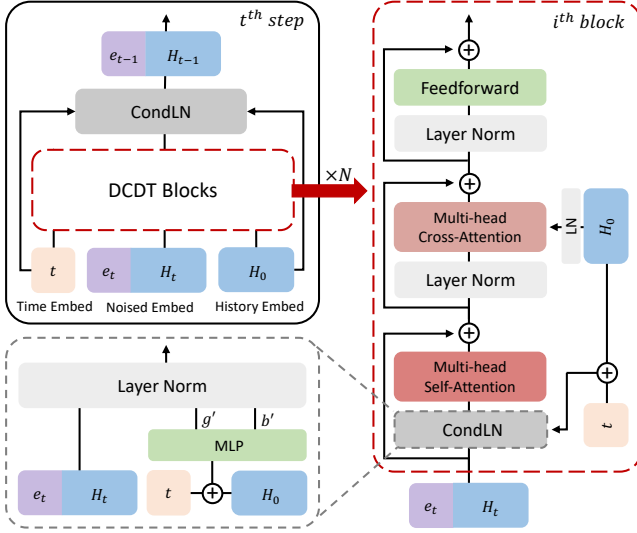 t^th step
e_{t-1} H_{t-1}
CondLN
DCDT Blocks
×N
t
e_t H_t
H_0
Time Embed Noised Embed History Embed
Layer Norm
g′ b′
MLP
e_t H_t
t
H_0
i^th block
Feedforward
Layer Norm
Multi-head
Cross-Attention
LN
H_0
Layer Norm
Multi-head
Self-Attention
CondLN
t
e_t H_t